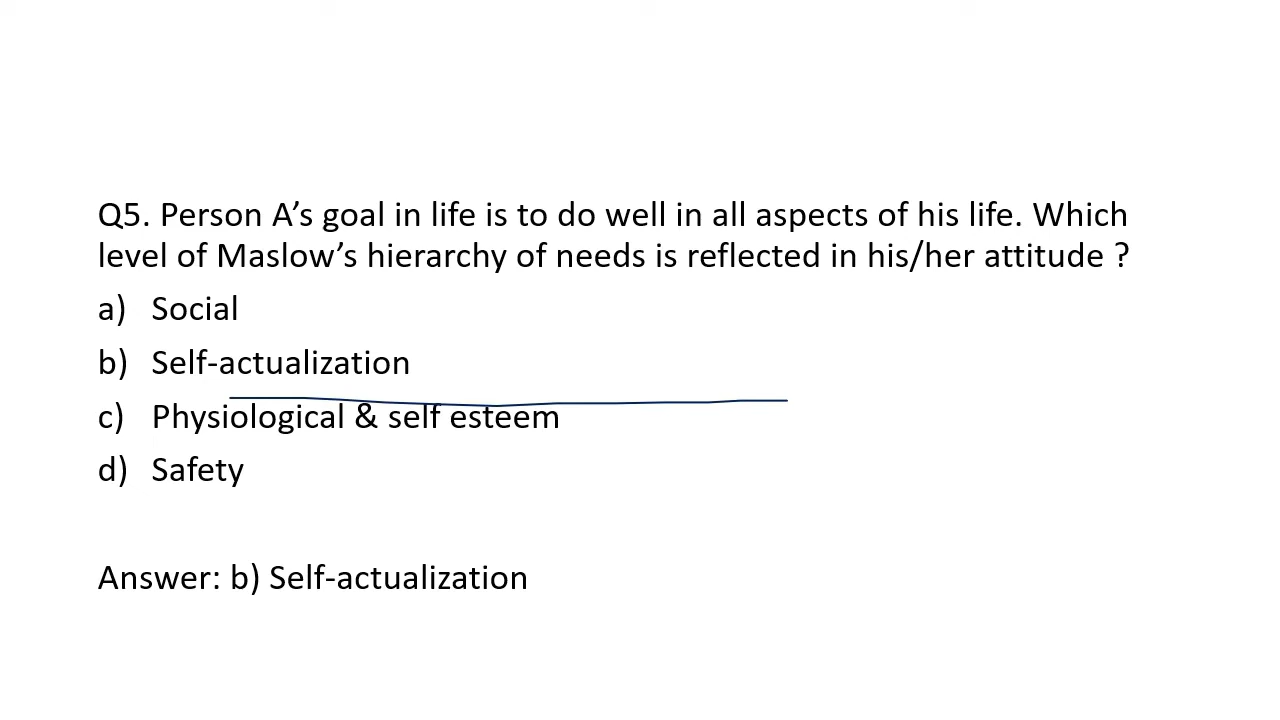 Q5. Person A’s goal in life is to do well in all aspects of his life. Which
level of Maslow’s hierarchy of needs is reflected in his/her attitude ?
a) Social
b) Self-actualization
c) Physiological & self esteem
d) Safety
Answer: b) Self-actualization